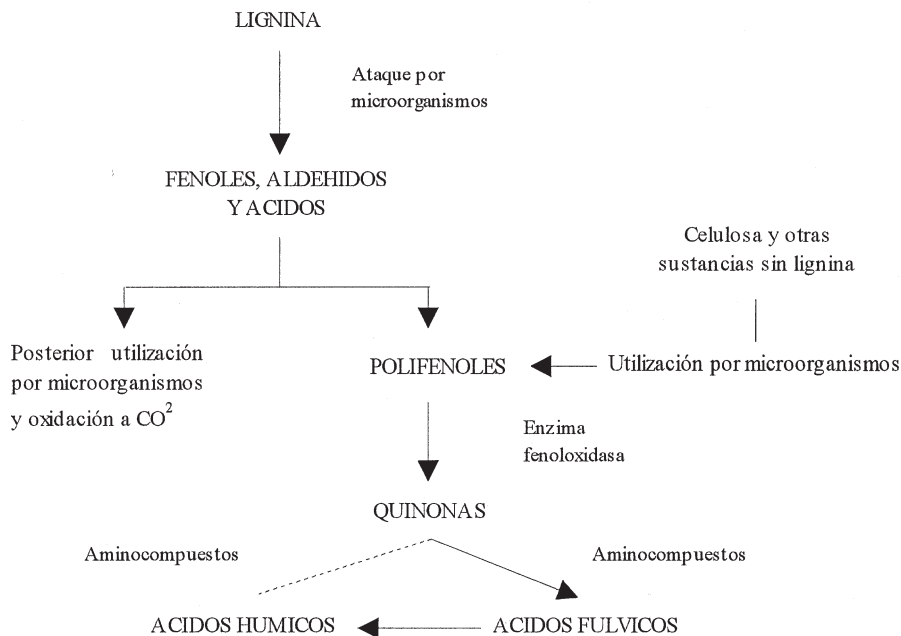 LIGNINA
Ataque por
microorganismos
FENOLES, ALDEHIDOS
Y ACIDOS
Celulosa y otras
sustancias sin lignina
Posterior utilización
por microorganismos
y oxidación a CO²
POLIFENOLES
Utilización por microorganismos
Enzima
fenoloxidasa
QUINONAS
Aminocompuestos
Aminocompuestos
ACIDOS HUMICOS
ACIDOS FULVICOS